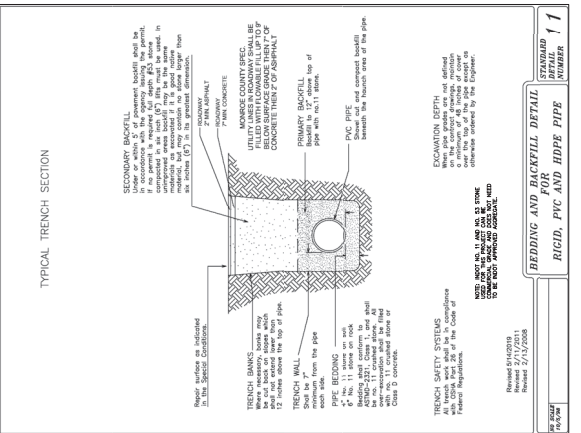 TYPICAL TRENCH SECTION
Repair surface as indicated
in the Special Conditions.
TRENCH BANKS
Where necessary, banks may
be but back on slopes which
shall not extend lower than
12 inches above the top of pipe.
TRENCH WALL
Shall be 7"
minimum from the pipe
each side.
PIPE BEDDING
4" No. 11 stone on soil
6" No. 11 stone on rock
Bedding shall conform to
ASTMD-2321, Class 1, and shall
be no. 11 crushed stone. All
over-excavation shall be filled
with no. 11 crushed stone or
Class D concrete.
TRENCH SAFETY SYSTEMS
All trench work shall be in compliance
with OSHA Part 26 of the Code of
Federal Regulations.
Revised 5/14/2019
Revised 2/11/2011
Revised 2/13/2008
SECONDARY BACKFILL
Under or within 5' of pavement backfill shall be
in accordance with the agency issuing the permit.
If no permit is required full depth #53 stone
compacted in six inch (6") lifts must be used. In
unimproved areas backfill may be the same
materials as excavated if it is a good native
material, but may contain no stone larger than
six inches (6") in its greatest dimension.
ROADWAY
2" MIN. ASPHALT
ROADWAY
7" MIN. CONCRETE
MONROE COUNTY SPEC.
UTILITY LINES IN ROADWAY SHALL BE
FILLED WITH FLOWABLE FILL UP TO 9"
BELOW SURFACE GRADE THEN 7" OF
CONCRETE THEN 2" OF ASHPHALT
PRIMARY BACKFILL
Backfill to 12" above top of
pipe with no.11 stone.
PVC PIPE
Shovel cut and compact backfill
beneath the haunch area of the pipe.
EXCAVATION DEPTH
When pipe grades are not defined
on the contract drawings, maintain
a minimum of 48 inches of cover
over the top of the pipe except as
otherwise ordered by the Engineer.
NOTE: INDOT NO. 11 AND NO. 53 STONE
USED FOR THIS PROJECT CAN BE
COMMERCIAL GRADE AND DOES NOT NEED
TO BE INDOT APPROVED AGGREGATE.
NO SCALE
BEDDING AND BACKFILL DETAIL
FOR
RIGID, PVC AND HDPE PIPE
STANDARD
DETAIL
NUMBER
11